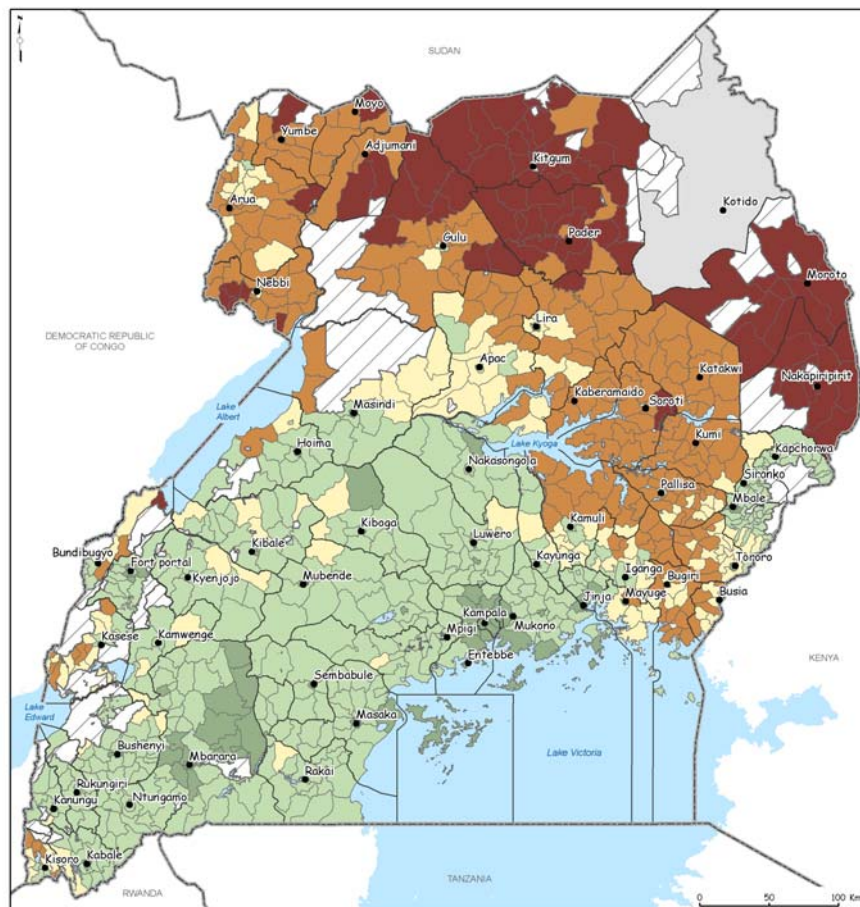 N
SUDAN
Moyo
Yumbe
Adjumani
Kitgum
Kotido
Arua
Gulu
Pader
Moroto
Nebbi
DEMOCRATIC REPUBLIC
OF CONGO
Lira
Apac
Katakwi
Nakapiripirit
Kaberamaido
Soroti
Lake
Albert
Masindi
Lake Kyoga
Kumi
Hoima
Kapchorwa
Nakasongola
Sironko
Pallisa
Mbale
Kiboga
Kamuli
Luwero
Bundibugyo
Kibale
Fort portal
Kayunga
Tororo
Kyenjojo
Mubende
Iganga
Bugiri
Jinja
Mayuge
Busia
Kampala
Mukono
Mpigi
Kasese
Kamwenge
Entebbe
KENYA
Sembabule
Lake
Edward
Masaka
Bushenyi
Mbarara
Lake Victoria
Rakai
Rukungiri
Kanungu
Ntungamo
Kisoro
Kabale
TANZANIA
RWANDA
0 50 100 Km